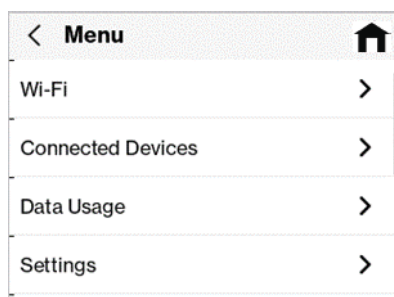 Menu
Wi-Fi
Connected Devices
Data Usage
Settings